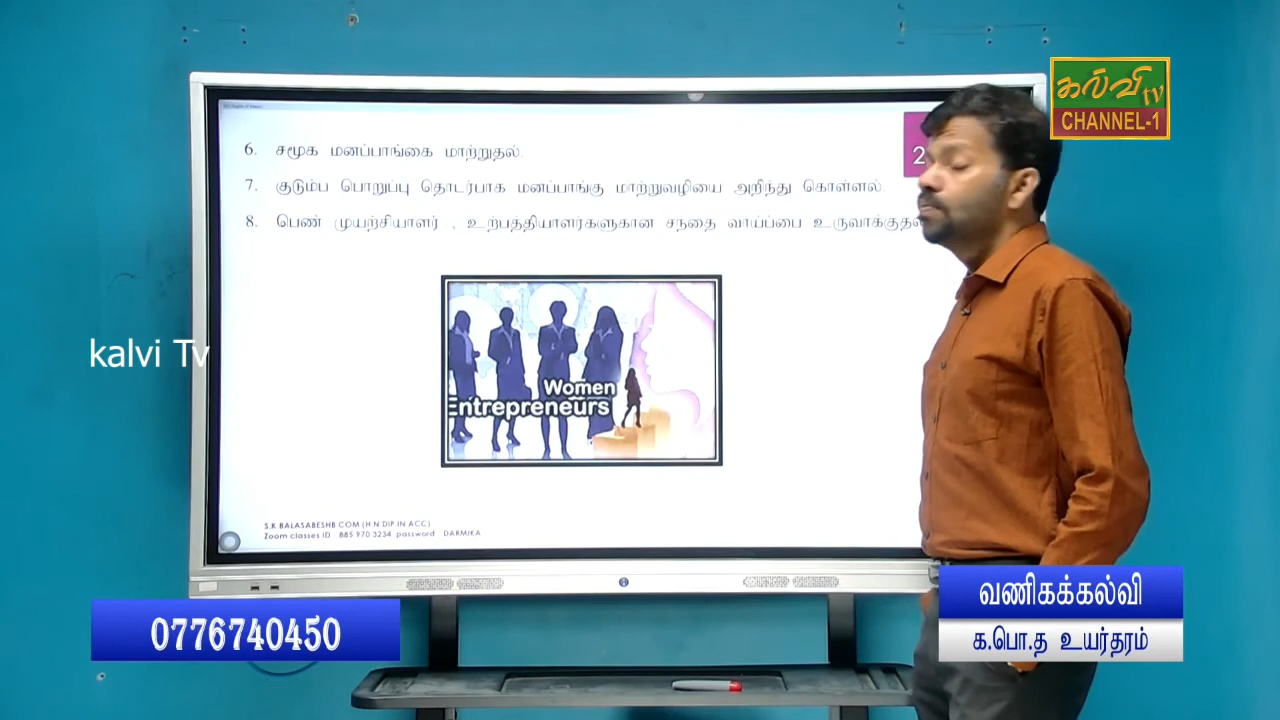 கல்வி tv
CHANNEL-1
6. சமூக மனப்பாங்கை மாற்றுதல்.
2
7. குடும்ப பொறுப்பு தொடர்பாக மனப்பாங்கு மாற்றுவழியை அறிந்து கொள்ளல்.
8. பெண் முயற்சியாளர் , உற்பத்தியாளர்களுகான சந்தை வாய்ப்பை உருவாக்குதல்
kalvi Tv
Women
Entrepreneurs
S.K BALASABESHB COM (H.N DIP IN ACC)
Zoom classes ID 885 970 3234 password DARMIKA
வணிகக்கல்வி
0776740450
க.பொ.த உயர்தரம்